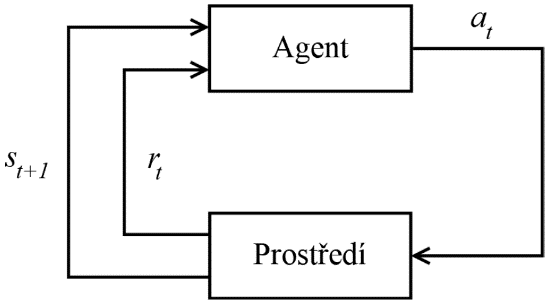 Agent
a_t
s_{t+1}
r_t
Prostředí